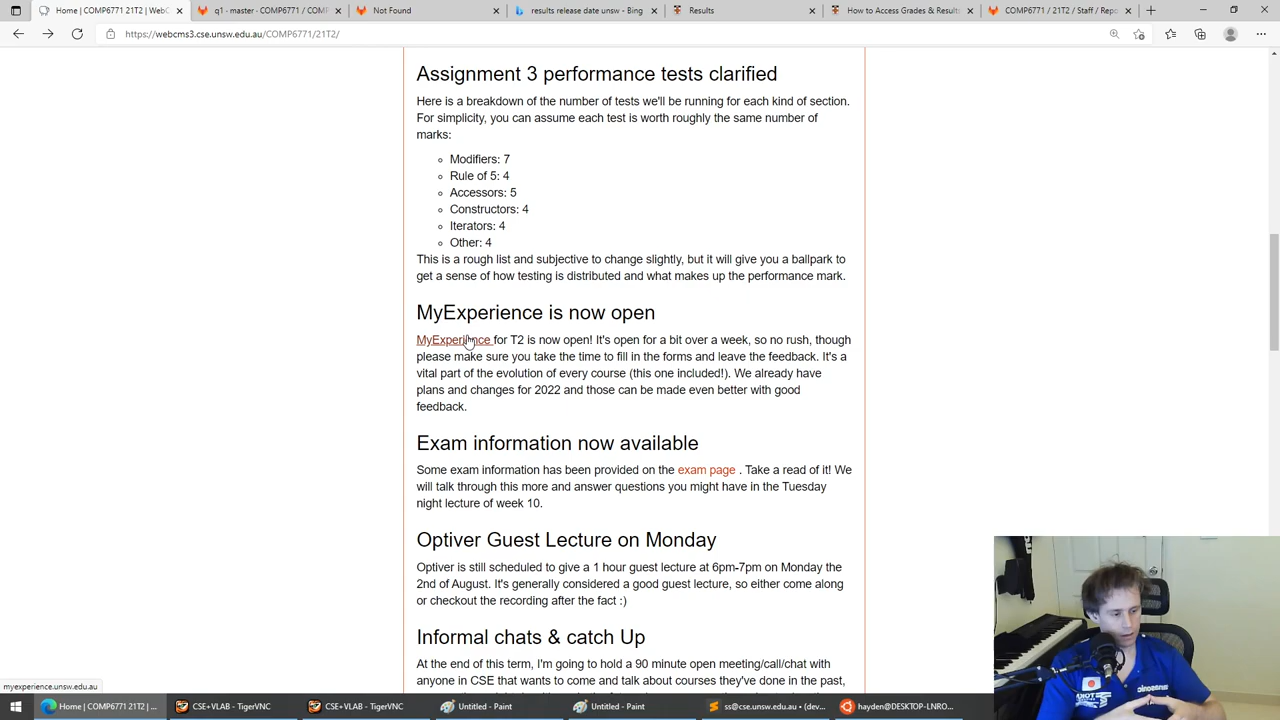 Home | COMP6771 21T2 | WebC
q1 · master · COMP6771 / COMP
Not Found
results release date unsw - Bing
Results
How to Access Grades & Results
COMP6771 / 21T2 / Staff / Repo
https://webcms3.cse.unsw.edu.au/COMP6771/21T2/
Assignment 3 performance tests clarified
Here is a breakdown of the number of tests we'll be running for each kind of section.
For simplicity, you can assume each test is worth roughly the same number of
marks:
Modifiers: 7
Rule of 5: 4
Accessors: 5
Constructors: 4
Iterators: 4
Other: 4
This is a rough list and subjective to change slightly, but it will give you a ballpark to
get a sense of how testing is distributed and what makes up the performance mark.
MyExperience is now open
MyExperience for T2 is now open! It's open for a bit over a week, so no rush, though
please make sure you take the time to fill in the forms and leave the feedback. It's a
vital part of the evolution of every course (this one included!). We already have
plans and changes for 2022 and those can be made even better with good
feedback.
Exam information now available
Some exam information has been provided on the exam page . Take a read of it! We
will talk through this more and answer questions you might have in the Tuesday
night lecture of week 10.
Optiver Guest Lecture on Monday
Optiver is still scheduled to give a 1 hour guest lecture at 6pm-7pm on Monday the
2nd of August. It's generally considered a good guest lecture, so either come along
or checkout the recording after the fact :)
Informal chats & catch Up
At the end of this term, I'm going to hold a 90 minute open meeting/call/chat with
anyone in CSE that wants to come and talk about courses they've done in the past,
myexperience.unsw.edu.au
Home | COMP6771 21T2 | ...
CSE+VLAB - TigerVNC
CSE+VLAB - TigerVNC
Untitled - Paint
Untitled - Paint
ss@cse.unsw.edu.au • (dev...
hayden@DESKTOP-LNRO...